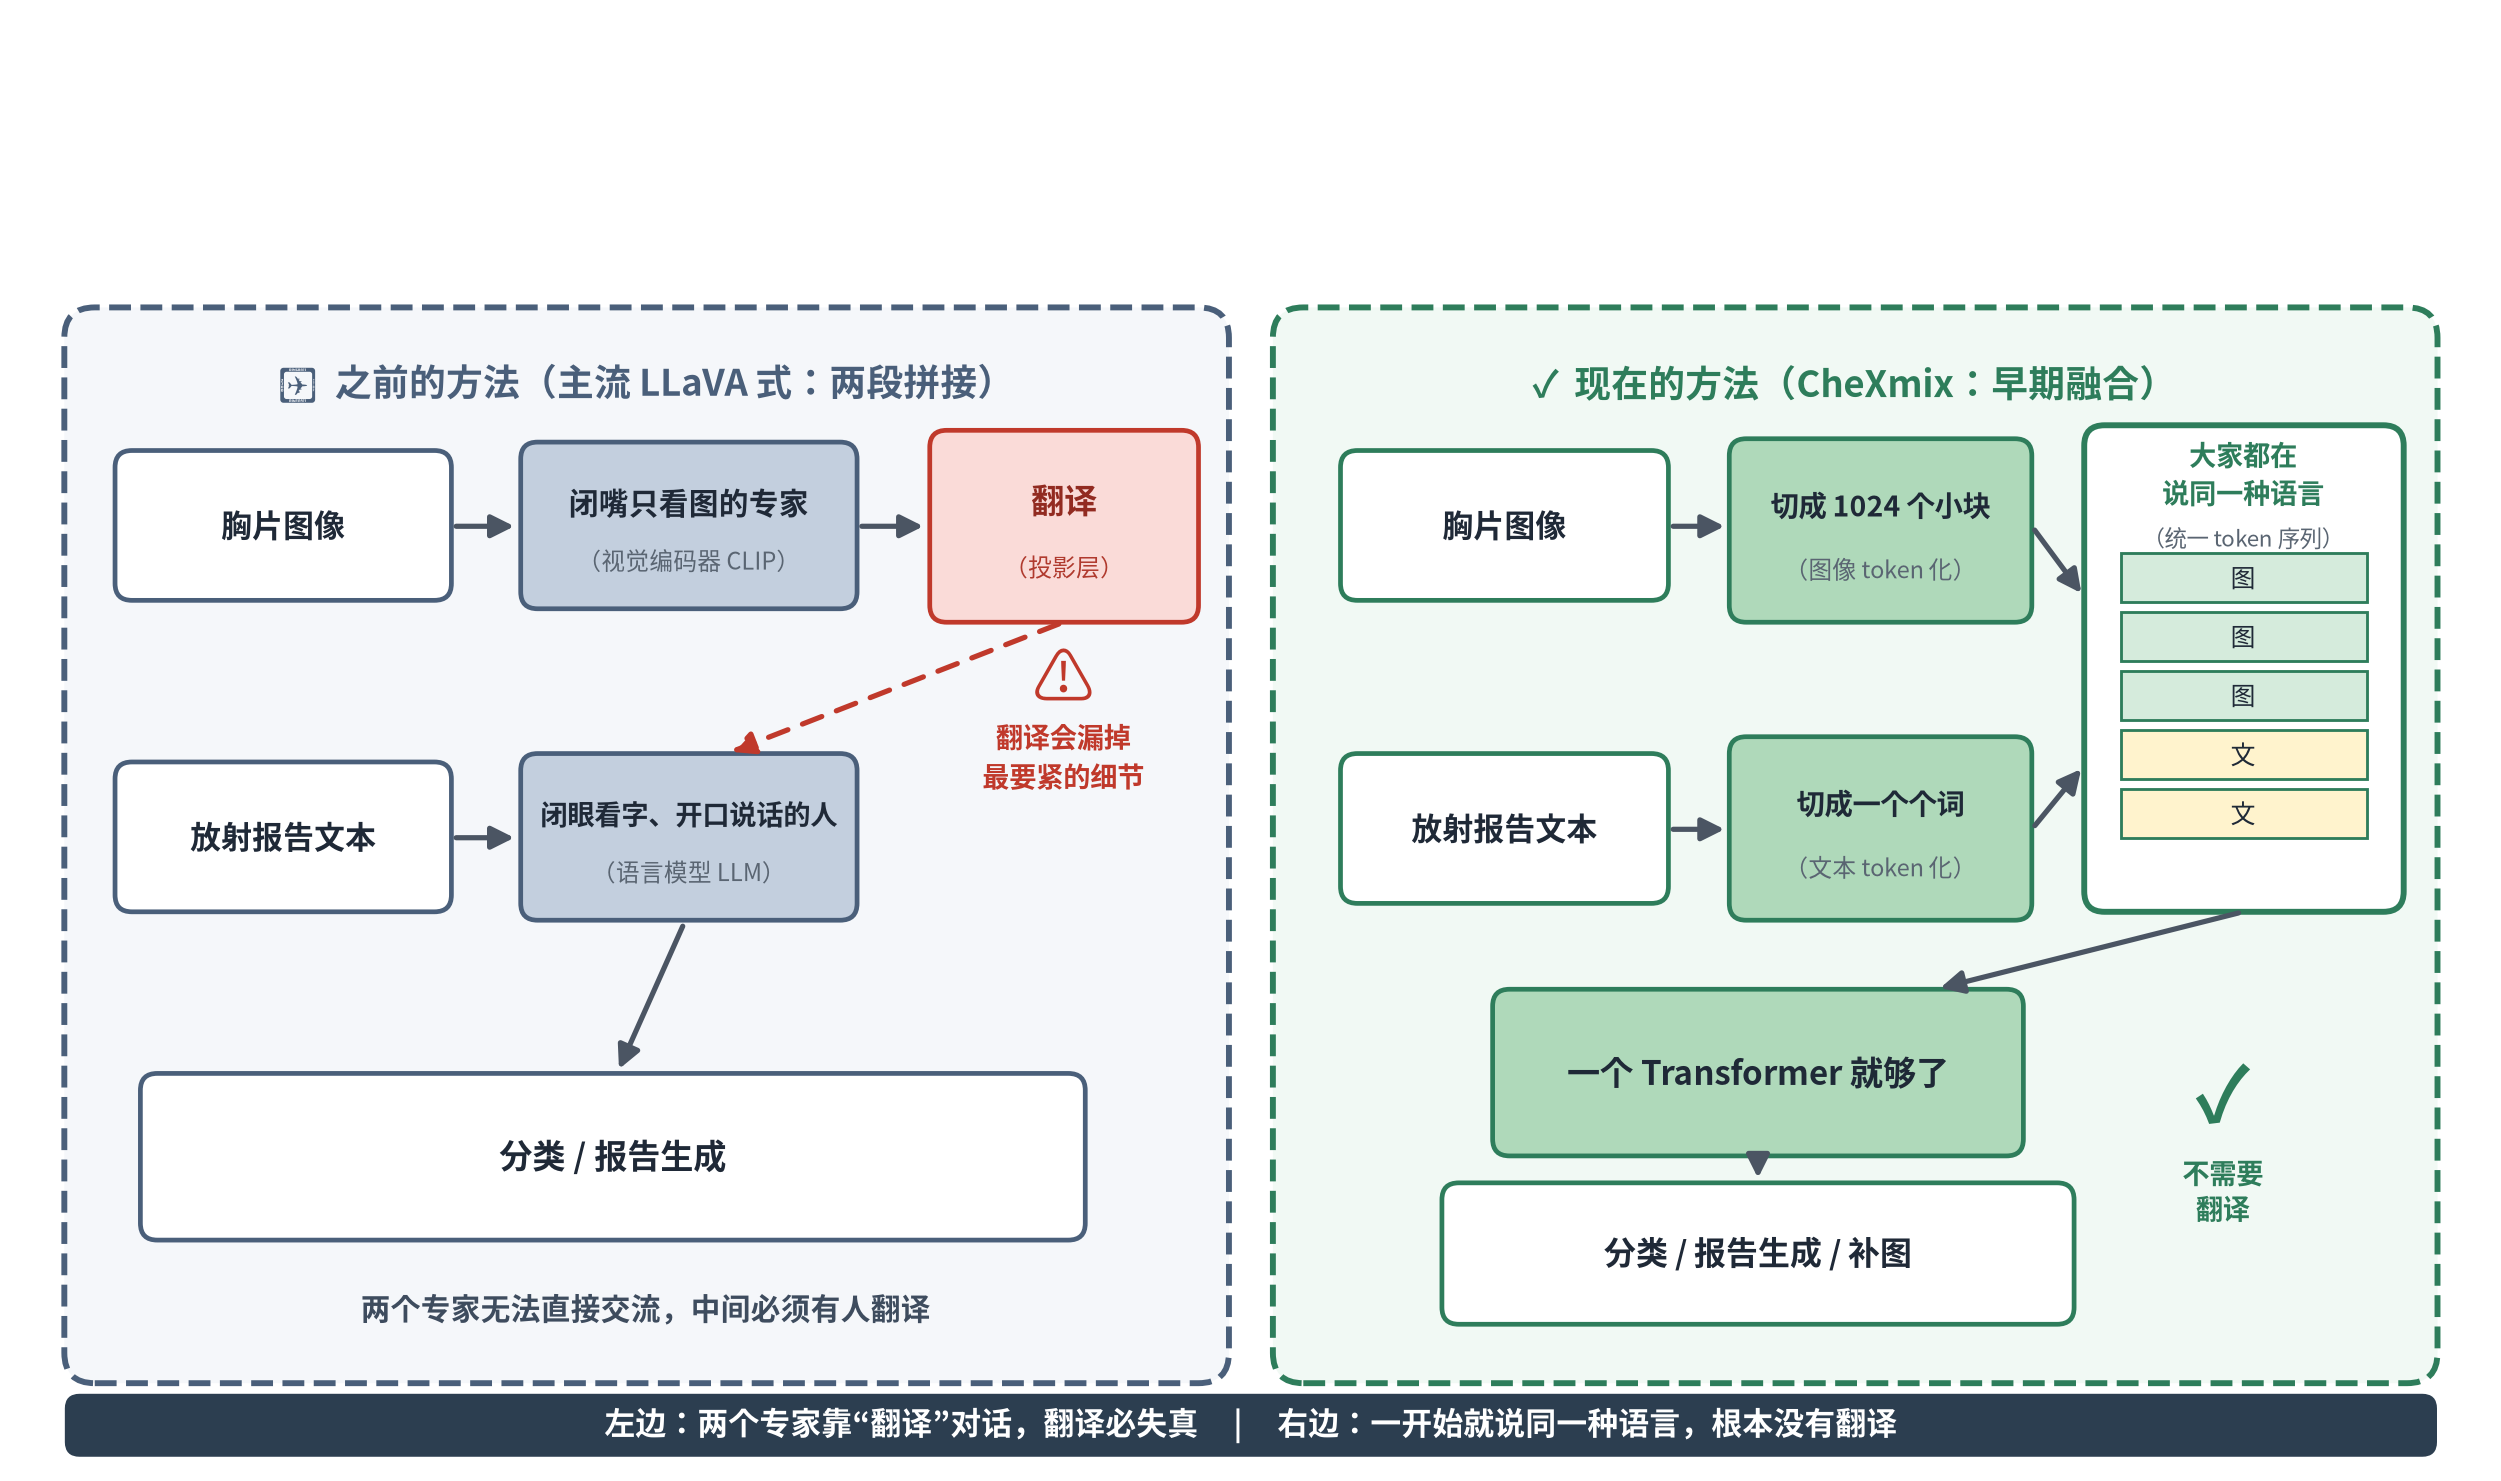 之前的方法（主流 LLaVA 式：两段拼接）
胸片图像
闭嘴只看图的专家
（视觉编码器 CLIP）
翻译
（投影层）
翻译会漏掉
最要紧的细节
放射报告文本
闭眼看字、开口说话的人
（语言模型 LLM）
分类 / 报告生成
两个专家无法直接交流，中间必须有人翻译
✓ 现在的方法（CheXmix：早期融合）
胸片图像
切成 1024 个小块
（图像 token 化）
大家都在
说同一种语言
（统一 token 序列）
图
图
图
文
文
放射报告文本
切成一个个词
（文本 token 化）
一个 Transformer 就够了
不需要
翻译
分类 / 报告生成 / 补图
左边：两个专家靠“翻译”对话，翻译必失真 | 右边：一开始就说同一种语言，根本没有翻译